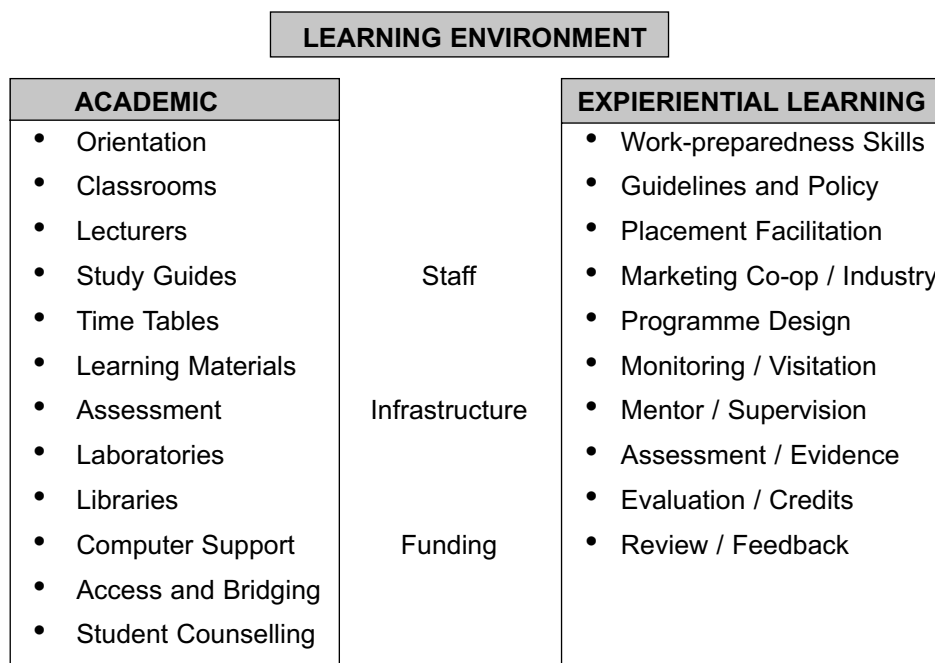 LEARNING ENVIRONMENT
ACADEMIC
• Orientation
• Classrooms
• Lecturers
• Study Guides
• Time Tables
• Learning Materials
• Assessment
• Laboratories
• Libraries
• Computer Support
• Access and Bridging
• Student Counselling
Staff
Infrastructure
Funding
EXPIERIENTIAL LEARNING
• Work-preparedness Skills
• Guidelines and Policy
• Placement Facilitation
• Marketing Co-op / Industry
• Programme Design
• Monitoring / Visitation
• Mentor / Supervision
• Assessment / Evidence
• Evaluation / Credits
• Review / Feedback